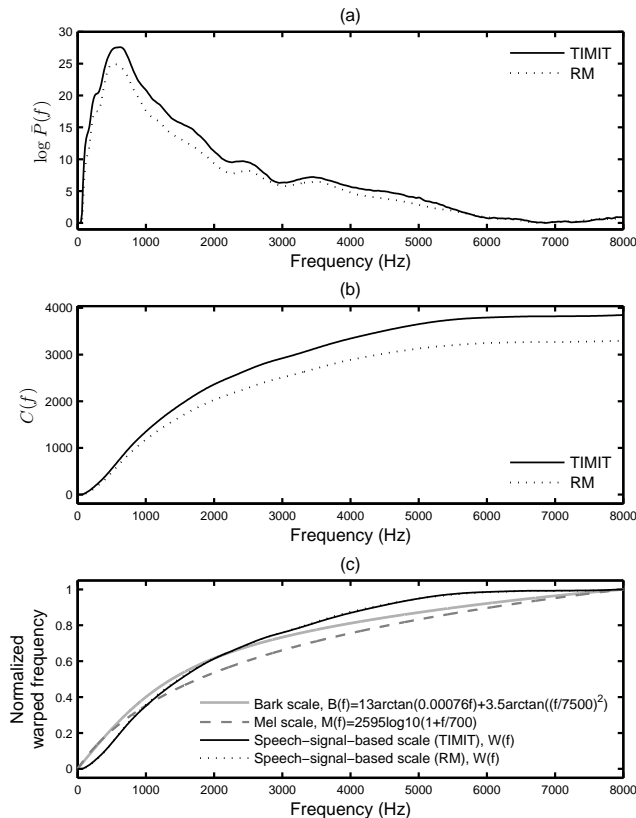 (a)
30
25
20
15
10
5
0
log P̄(f)
TIMIT
RM
0 1000 2000 3000 4000 5000 6000 7000 8000
Frequency (Hz)
(b)
4000
3000
2000
1000
0
C(f)
TIMIT
RM
0 1000 2000 3000 4000 5000 6000 7000 8000
Frequency (Hz)
(c)
1
0.8
0.6
0.4
0.2
0
Normalized
warped frequency
Bark scale, B(f)=13arctan(0.00076f)+3.5arctan((f/7500)²)
Mel scale, M(f)=2595log10(1+f/700)
Speech−signal−based scale (TIMIT), W(f)
Speech−signal−based scale (RM), W(f)
0 1000 2000 3000 4000 5000 6000 7000 8000
Frequency (Hz)